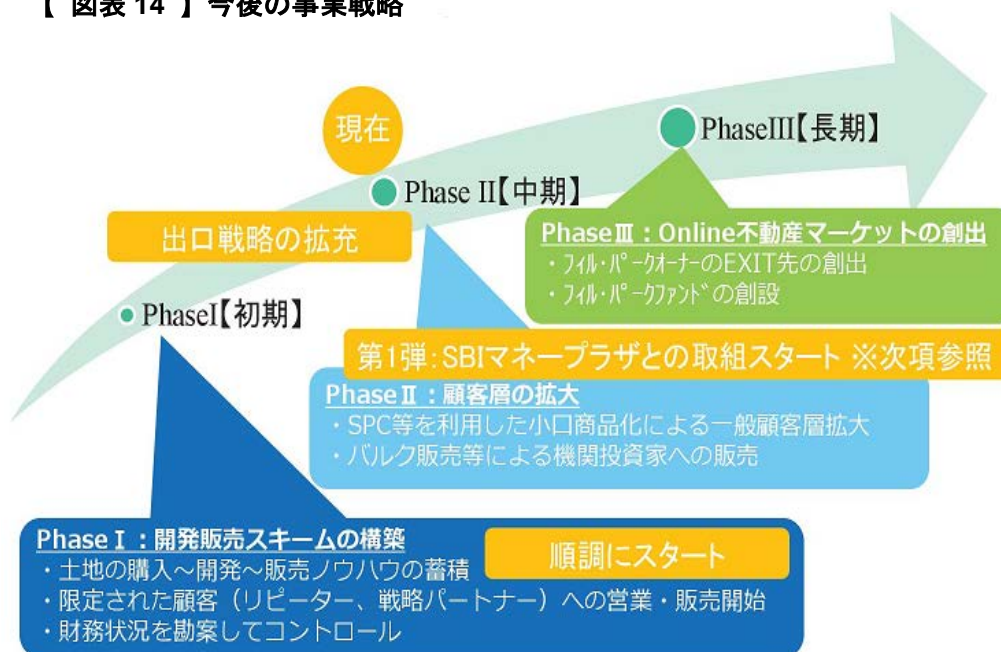 【 図表 14 】今後の事業戦略
現在
PhaseIII【長期】
Phase II【中期】
出口戦略の拡充
PhaseⅢ：Online不動産マーケットの創出
・ﾌｨﾙ･ﾊﾟｰｸｵｰﾅｰのEXIT先の創出
・ﾌｨﾙ･ﾊﾟｰｸﾌｧﾝﾄﾞの創設
PhaseI【初期】
第1弾：SBIマネープラザとの取組スタート ※次項参照
PhaseⅡ：顧客層の拡大
・SPC等を利用した小口商品化による一般顧客層拡大
・バルク販売等による機関投資家への販売
PhaseⅠ：開発販売スキームの構築
順調にスタート
・土地の購入～開発～販売ノウハウの蓄積
・限定された顧客（リピーター、戦略パートナー）への営業・販売開始
・財務状況を勘案してコントロール